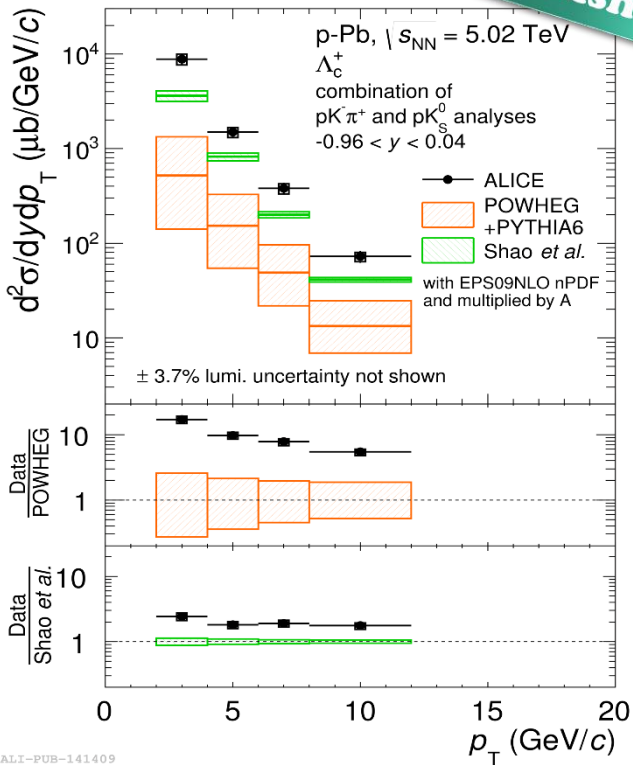 p-Pb, √sNN = 5.02 TeV
Λc+
combination of
pK-π+ and pK0S analyses
-0.96 < y < 0.04
ALICE
POWHEG
+PYTHIA6
Shao et al.
with EPS09NLO nPDF
and multiplied by A
d²σ/dydpT (μb/GeV/c)
10⁴
10³
10²
10
± 3.7% lumi. uncertainty not shown
Data
POWHEG
10
1
Data
Shao et al.
10
1
0 5 10 15 20
pT (GeV/c)
ALI-PUB-141409